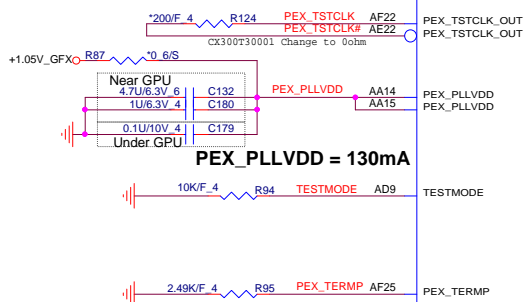 *200/F_4 R124 PEX_TSTCLK AF22 PEX_TSTCLK_OUT
PEX_TSTCLK# AE22 PEX_TSTCLK_OUT
CX300T30001 Change to 0ohm
+1.05V_GFX R87 *0_6/S
Near GPU
4.7U/6.3V_6 C132 PEX_PLLVDD AA14 PEX_PLLVDD
1U/6.3V_4 C180 AA15 PEX_PLLVDD
0.1U/10V_4 C179
Under GPU
PEX_PLLVDD = 130mA
10K/F_4 R94 TESTMODE AD9 TESTMODE
2.49K/F_4 R95 PEX_TERMP AF25 PEX_TERMP